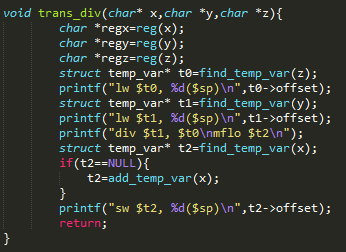 void trans_div(char* x,char *y,char *z){
char *regx=reg(x);
char *regy=reg(y);
char *regz=reg(z);
struct temp_var* t0=find_temp_var(z);
printf("lw $t0, %d($sp)\n",t0->offset);
struct temp_var* t1=find_temp_var(y);
printf("lw $t1, %d($sp)\n",t1->offset);
printf("div $t1, $t0\nmflo $t2\n");
struct temp_var* t2=find_temp_var(x);
if(t2==NULL){
t2=add_temp_var(x);
}
printf("sw $t2, %d($sp)\n",t2->offset);
return;
}